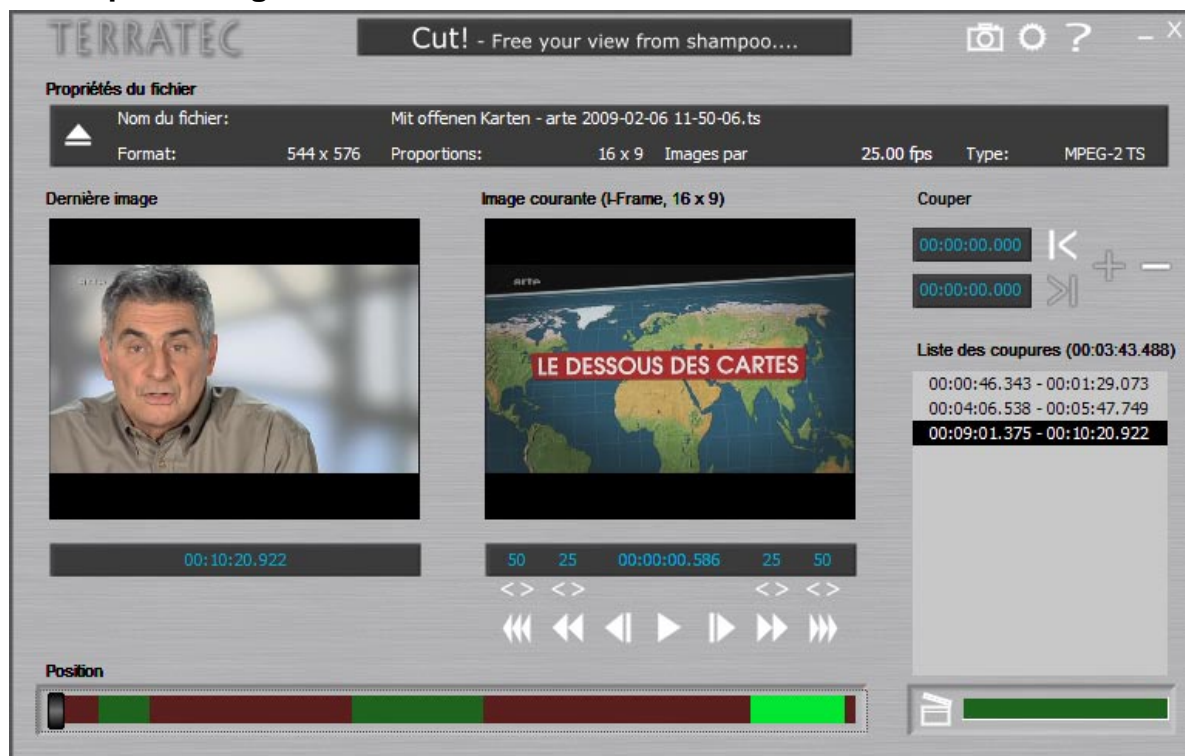 TERRATEC
Cut! - Free your view from shampoo....
?
X
Propriétés du fichier
Nom du fichier: Mit offenen Karten - arte 2009-02-06 11-50-06.ts
Format: 544 x 576 Proportions: 16 x 9 Images par 25.00 fps Type: MPEG-2 TS
Dernière image
Image courante (I-Frame, 16 x 9)
Couper
arte
arte
LE DESSOUS DES CARTES
00:00:00.000
00:00:00.000
Liste des coupures (00:03:43.488)
00:00:46.343 - 00:01:29.073
00:04:06.538 - 00:05:47.749
00:09:01.375 - 00:10:20.922
00:10:20.922
50 25 00:00:00.586 25 50
< > < > < > < >
Position